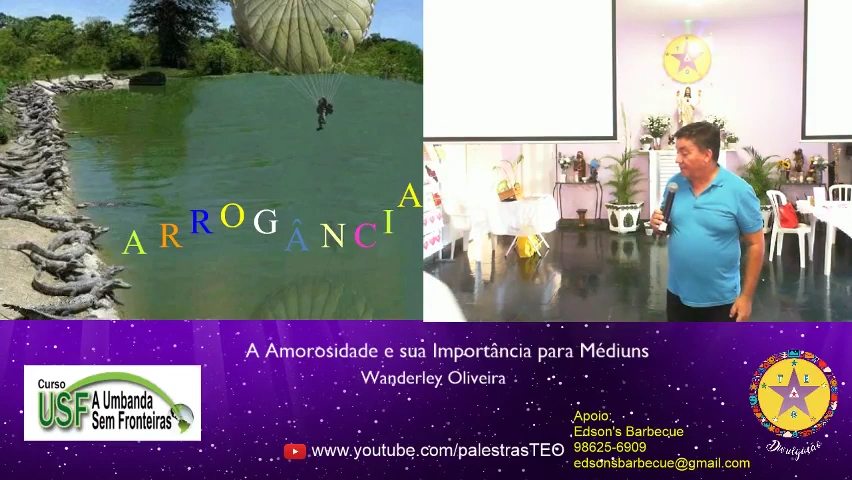 ARROGÂNCIA
A Amorosidade e sua Importância para Médiuns
Wanderley Oliveira
Curso
USF A Umbanda
Sem Fronteiras
www.youtube.com/palestrasTEO
Apoio:
Edson's Barbecue
98625-6909
edsonsbarbecue@gmail.com
T E A B
Divulguião